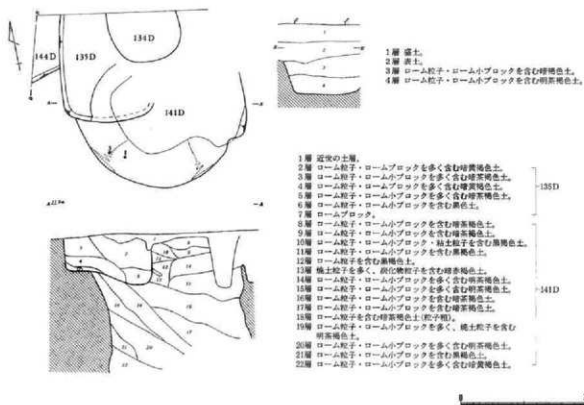 144D
135D
134D
141D
1
2
3
4
1層 盛土。
2層 表土。
3層 ローム粒子・ローム小ブロックを含む暗褐色土。
4層 ローム粒子・ローム小ブロックを含む明茶褐色土。
1層 近世の土層。
2層 ローム粒子・ロームブロックを多く含む暗黄褐色土。
3層 ローム粒子・ローム小ブロックを多く含む暗茶褐色土。
4層 ローム粒子・ローム小ブロックを多く含む暗黄褐色土。
5層 ローム粒子・ローム小ブロックを多く含む暗茶褐色土。
6層 ローム粒子・ローム小ブロックを含む黒色土。
7層 ロームブロック。
135D
8層 ローム粒子・ローム小ブロックを含む暗茶褐色土。
9層 ローム粒子・ローム小ブロックを含む暗茶褐色土。
10層 ローム粒子・ローム小ブロック・粘土粒子を含む黒褐色土。
11層 ローム粒子・ローム小ブロックを含む黒褐色土。
12層 ローム粒子を含む黒褐色土。
13層 焼土粒子を多く、炭化物粒子を含む暗赤褐色土。
14層 ローム粒子・ローム小ブロックを多く含む明茶褐色土。
15層 ローム粒子・ローム小ブロックを多く含む明茶褐色土。
16層 ローム粒子・ローム小ブロックを含む暗茶褐色土。
17層 ローム粒子・ローム小ブロックを含む暗茶褐色土。
18層 ローム粒子を含む暗茶褐色土(粒子粗)。
19層 ローム粒子・ローム小ブロックを多く、焼土粒子を含む
明茶褐色土。
20層 ローム粒子・ローム小ブロックを多く含む明茶褐色土。
21層 ローム粒子・ローム小ブロックを含む黒褐色土。
22層 ローム粒子・ローム小ブロックを多く含む暗黄褐色土。
141D